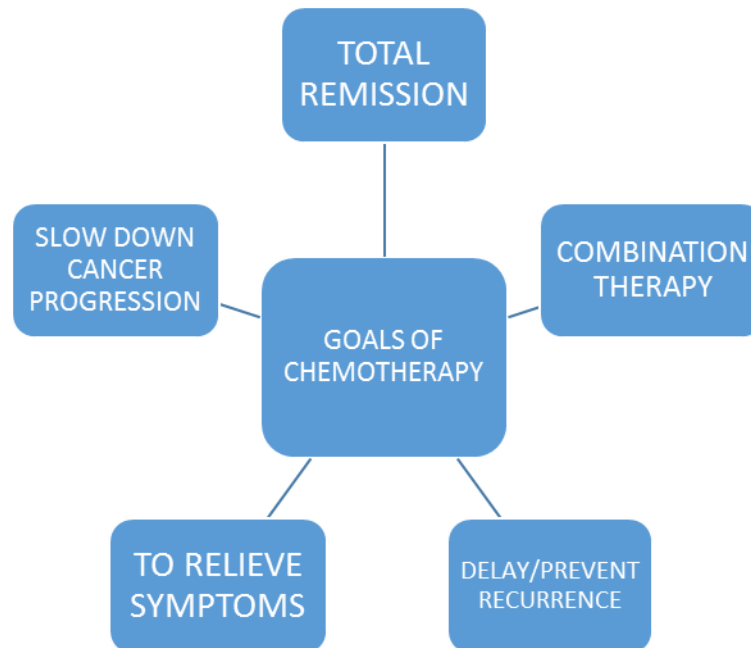 TOTAL
REMISSION
SLOW DOWN
CANCER
PROGRESSION
COMBINATION
THERAPY
GOALS OF
CHEMOTHERAPY
TO RELIEVE
SYMPTOMS
DELAY/PREVENT
RECURRENCE